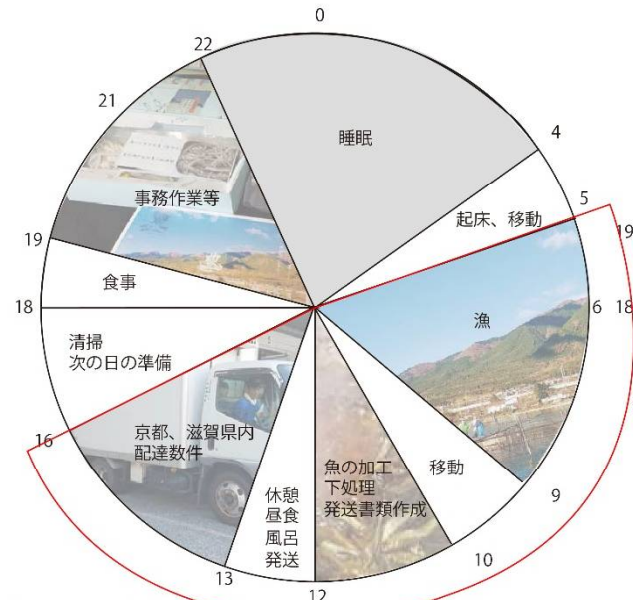 0
22
21
4
睡眠
事務作業等
5
起床、移動
19
19
食事
18
6
18
漁
清掃
次の日の準備
16
京都、滋賀県内
配達数件
休憩
昼食
風呂
発送
魚の加工
下処理
発送書類作成
移動
9
10
13
12